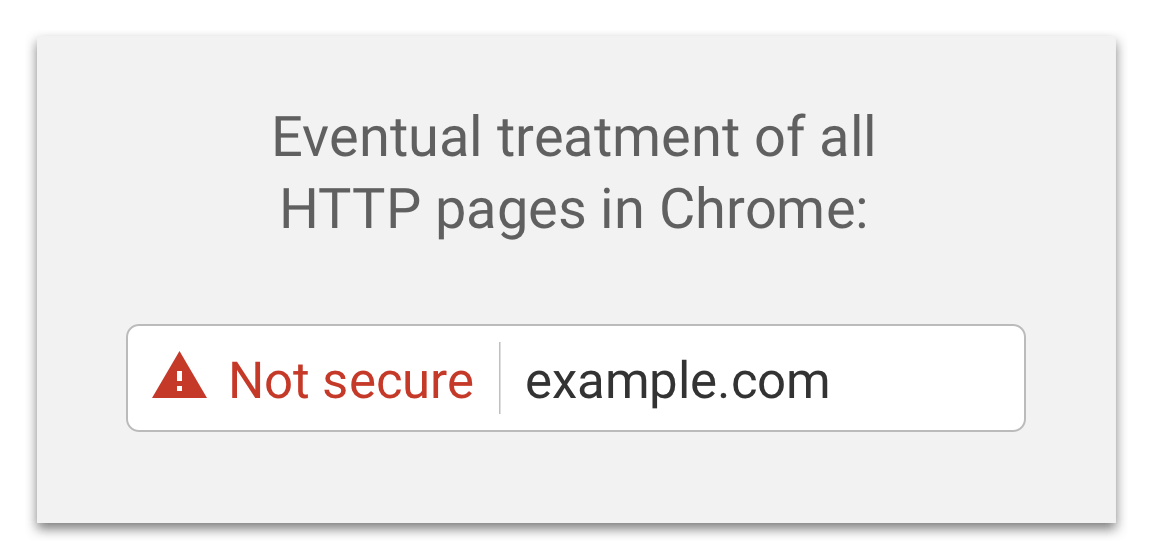 Eventual treatment of all
HTTP pages in Chrome:
Not secure example.com